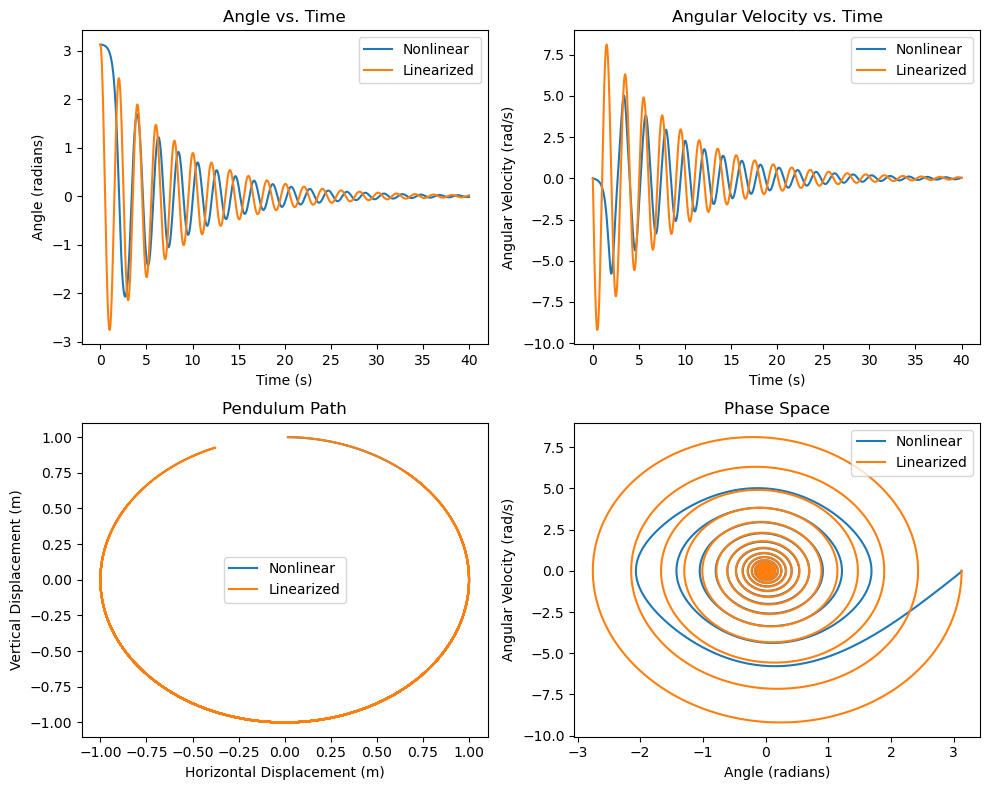 Angle vs. Time
Angle (radians)
3
2
1
0
−1
−2
−3
Nonlinear
Linearized
0 5 10 15 20 25 30 35 40
Time (s)
Angular Velocity vs. Time
Angular Velocity (rad/s)
7.5
5.0
2.5
0.0
−2.5
−5.0
−7.5
−10.0
Nonlinear
Linearized
0 5 10 15 20 25 30 35 40
Time (s)
Pendulum Path
Vertical Displacement (m)
1.00
0.75
0.50
0.25
0.00
−0.25
−0.50
−0.75
−1.00
Nonlinear
Linearized
−1.00 −0.75 −0.50 −0.25 0.00 0.25 0.50 0.75 1.00
Horizontal Displacement (m)
Phase Space
Angular Velocity (rad/s)
7.5
5.0
2.5
0.0
−2.5
−5.0
−7.5
−10.0
Nonlinear
Linearized
−3 −2 −1 0 1 2 3
Angle (radians)